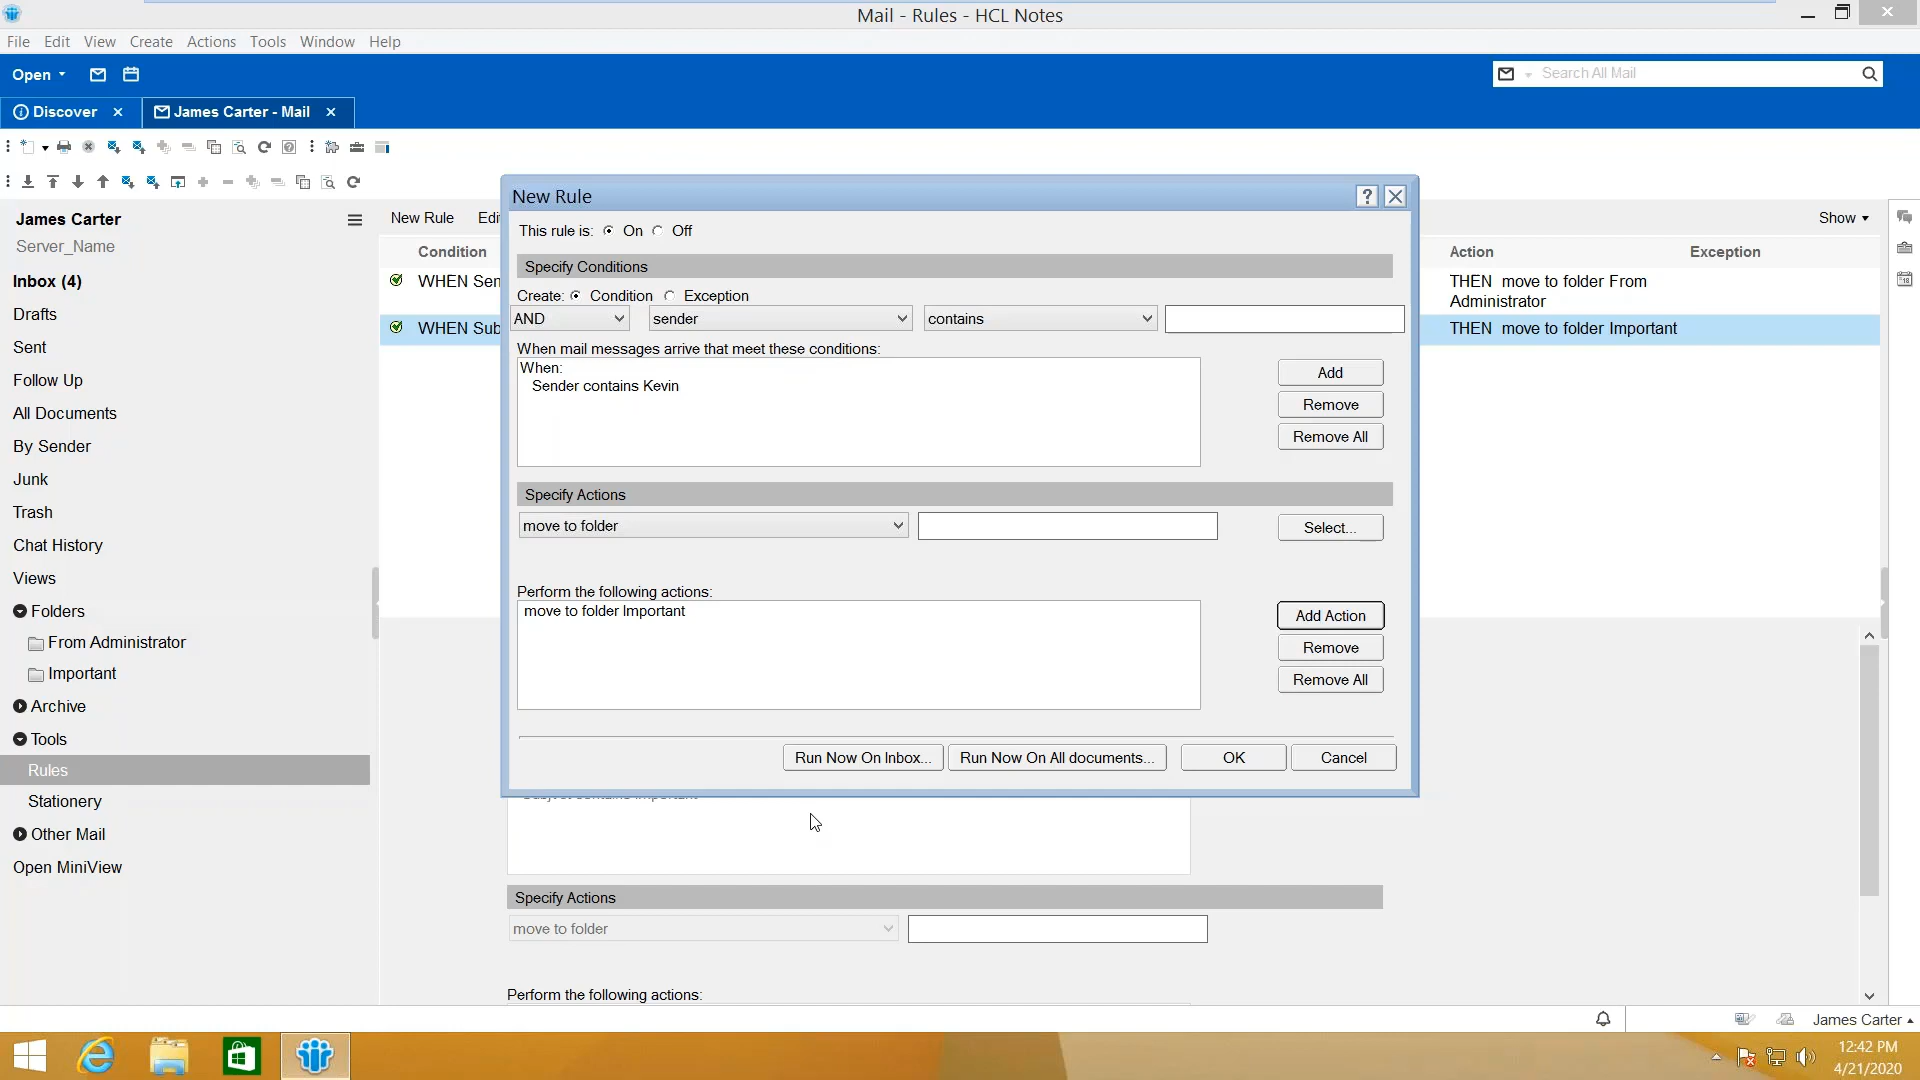 Mail - Rules - HCL Notes
File Edit View Create Actions Tools Window Help
Open
Search All Mail
Discover
James Carter - Mail
James Carter
Server_Name
Inbox (4)
Drafts
Sent
Follow Up
All Documents
By Sender
Junk
Trash
Chat History
Views
Folders
From Administrator
Important
Archive
Tools
Rules
Stationery
Other Mail
Open MiniView
New Rule Edi
Show
Condition Action Exception
WHEN Sen
THEN move to folder From
Administrator
WHEN Sub
THEN move to folder Important
New Rule
?
This rule is: On Off
Specify Conditions
Create: Condition Exception
AND sender contains
When mail messages arrive that meet these conditions:
When:
Sender contains Kevin
Add
Remove
Remove All
Specify Actions
move to folder
Select...
Perform the following actions:
move to folder Important
Add Action
Remove
Remove All
Run Now On Inbox... Run Now On All documents... OK Cancel
Specify Actions
move to folder
Perform the following actions:
James Carter
12:42 PM
4/21/2020